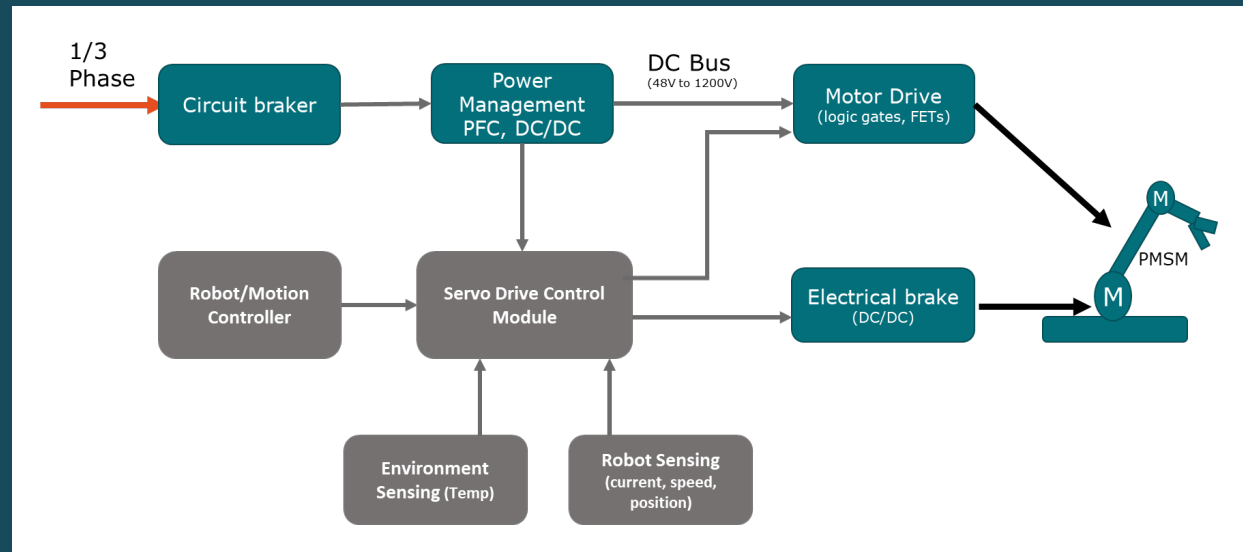 1/3
Phase
Circuit braker
Power
Management
PFC, DC/DC
DC Bus
(48V to 1200V)
Motor Drive
(logic gates, FETs)
M
PMSM
M
Robot/Motion
Controller
Servo Drive Control
Module
Electrical brake
(DC/DC)
Environment
Sensing (Temp)
Robot Sensing
(current, speed,
position)